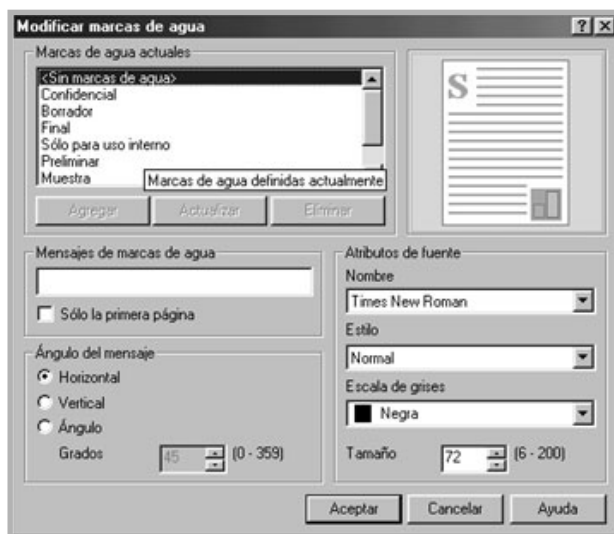 Modificar marcas de agua
Marcas de agua actuales
<Sin marcas de agua>
Confidencial
Borrador
Final
Sólo para uso interno
Preliminar
Muestra
Marcas de agua definidas actualmente
Agregar
Actualizar
Eliminar
S
Mensajes de marcas de agua
Sólo la primera página
Ángulo del mensaje
Horizontal
Vertical
Ángulo
Grados
45
(0 - 359)
Atributos de fuente
Nombre
Times New Roman
Estilo
Normal
Escala de grises
Negra
Tamaño
72
(6 - 200)
Aceptar
Cancelar
Ayuda